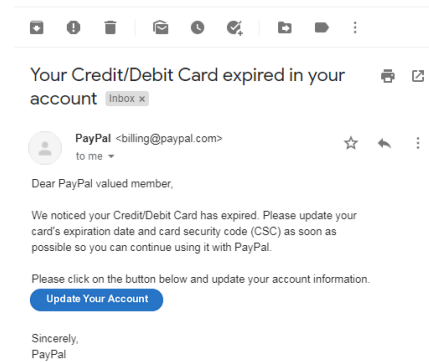 Your Credit/Debit Card expired in your
account Inbox x
PayPal <billing@paypal.com>
to me
Dear PayPal valued member,
We noticed your Credit/Debit Card has expired. Please update your
card's expiration date and card security code (CSC) as soon as
possible so you can continue using it with PayPal.
Please click on the button below and update your account information.
Update Your Account
Sincerely,
PayPal